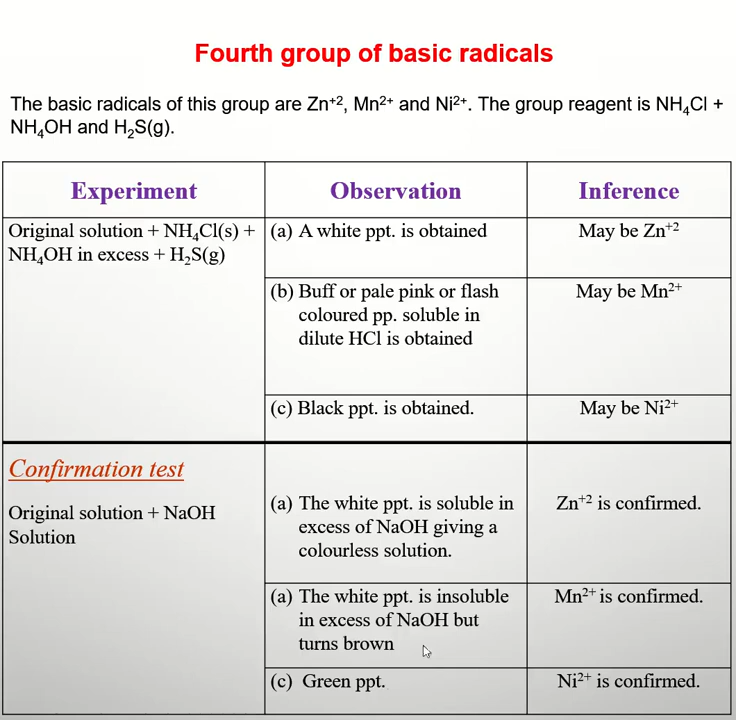 Fourth group of basic radicals
The basic radicals of this group are Zn⁺², Mn²⁺ and Ni²⁺. The group reagent is NH₄Cl +
NH₄OH and H₂S(g).
Experiment
Observation
Inference
Original solution + NH₄Cl(s) +
NH₄OH in excess + H₂S(g)
(a) A white ppt. is obtained
May be Zn⁺²
(b) Buff or pale pink or flash
coloured pp. soluble in
dilute HCl is obtained
May be Mn²⁺
(c) Black ppt. is obtained.
May be Ni²⁺
Confirmation test
Original solution + NaOH
Solution
(a) The white ppt. is soluble in
excess of NaOH giving a
colourless solution.
Zn⁺² is confirmed.
(a) The white ppt. is insoluble
in excess of NaOH but
turns brown
Mn²⁺ is confirmed.
(c) Green ppt.
Ni²⁺ is confirmed.